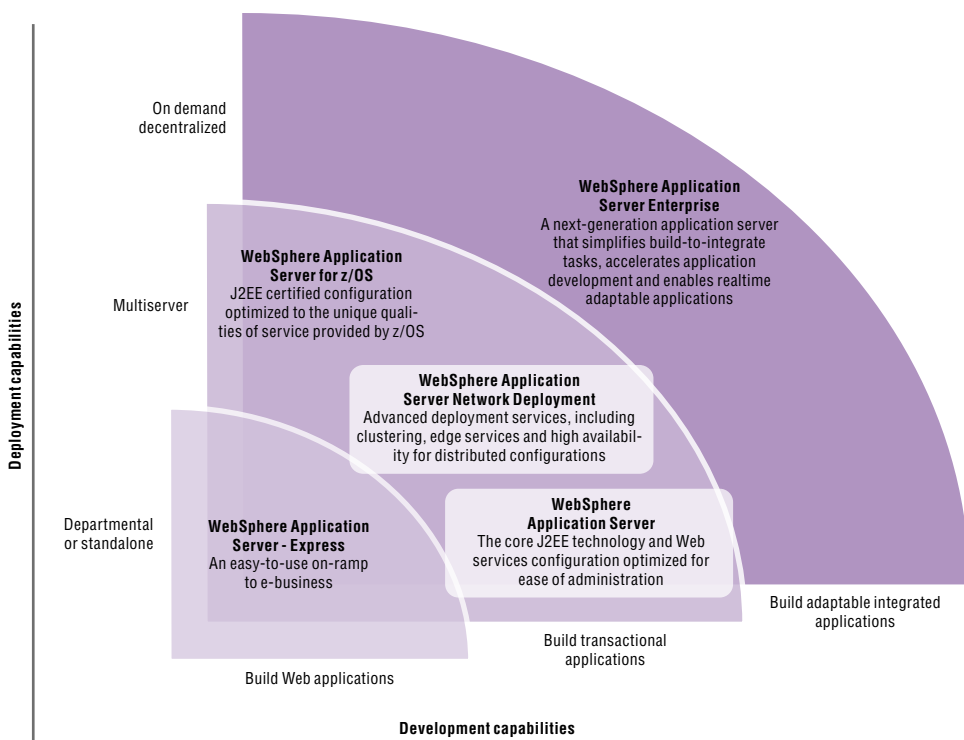 On demand
decentralized
WebSphere Application
Server Enterprise
A next-generation application server
that simplifies build-to-integrate
tasks, accelerates application
development and enables realtime
adaptable applications
WebSphere Application
Server for z/OS
J2EE certified configuration
optimized to the unique quali-
ties of service provided by z/OS
Multiserver
WebSphere Application
Server Network Deployment
Advanced deployment services, including
clustering, edge services and high availabil-
ity for distributed configurations
Deployment capabilities
WebSphere
Application Server
The core J2EE technology and Web
services configuration optimized for
ease of administration
Departmental
or standalone
WebSphere Application
Server - Express
An easy-to-use on-ramp
to e-business
Build adaptable integrated
applications
Build transactional
applications
Build Web applications
Development capabilities